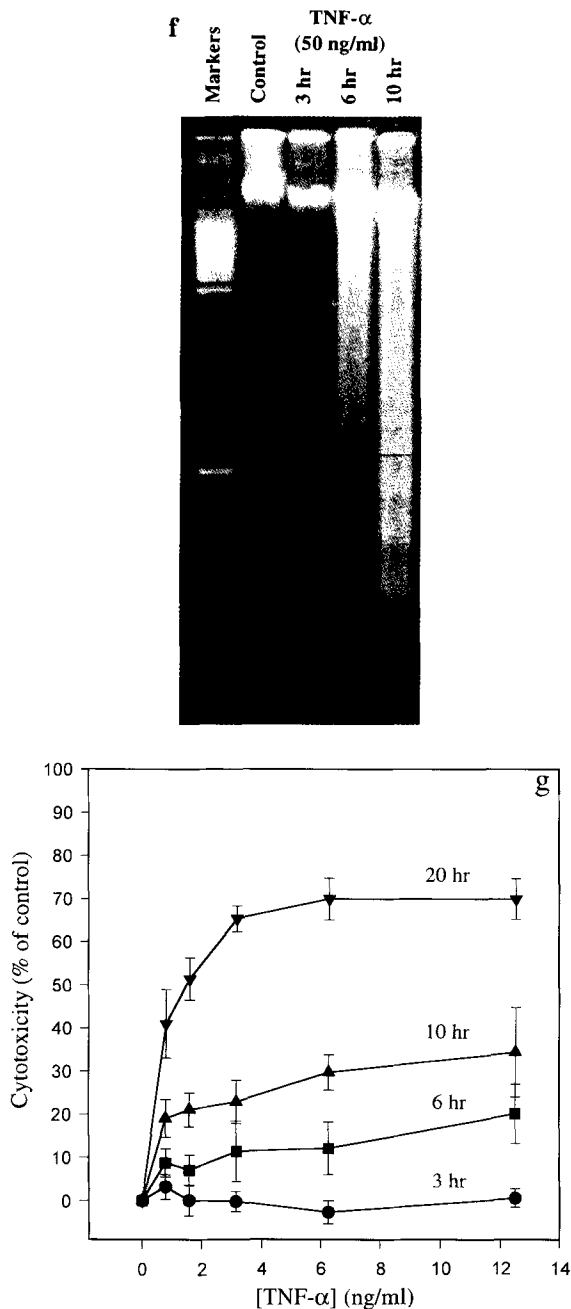 f
TNF-α
(50 ng/ml)
Markers
Control
3 hr
6 hr
10 hr
g
Cytotoxicity (% of control)
100
90
80
70
60
50
40
30
20
10
0
20 hr
10 hr
6 hr
3 hr
0 2 4 6 8 10 12 14
[TNF-α] (ng/ml)